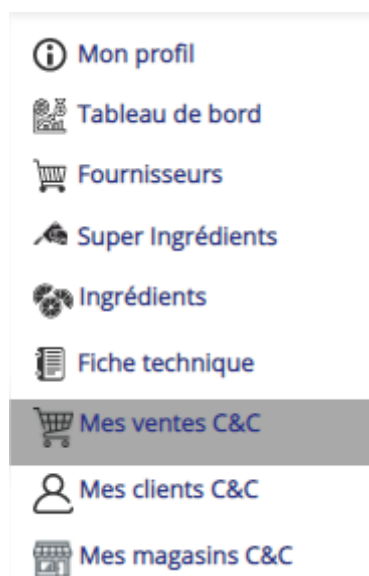 Mon profil
Tableau de bord
Fournisseurs
Super Ingrédients
Ingrédients
Fiche technique
Mes ventes C&C
Mes clients C&C
Mes magasins C&C